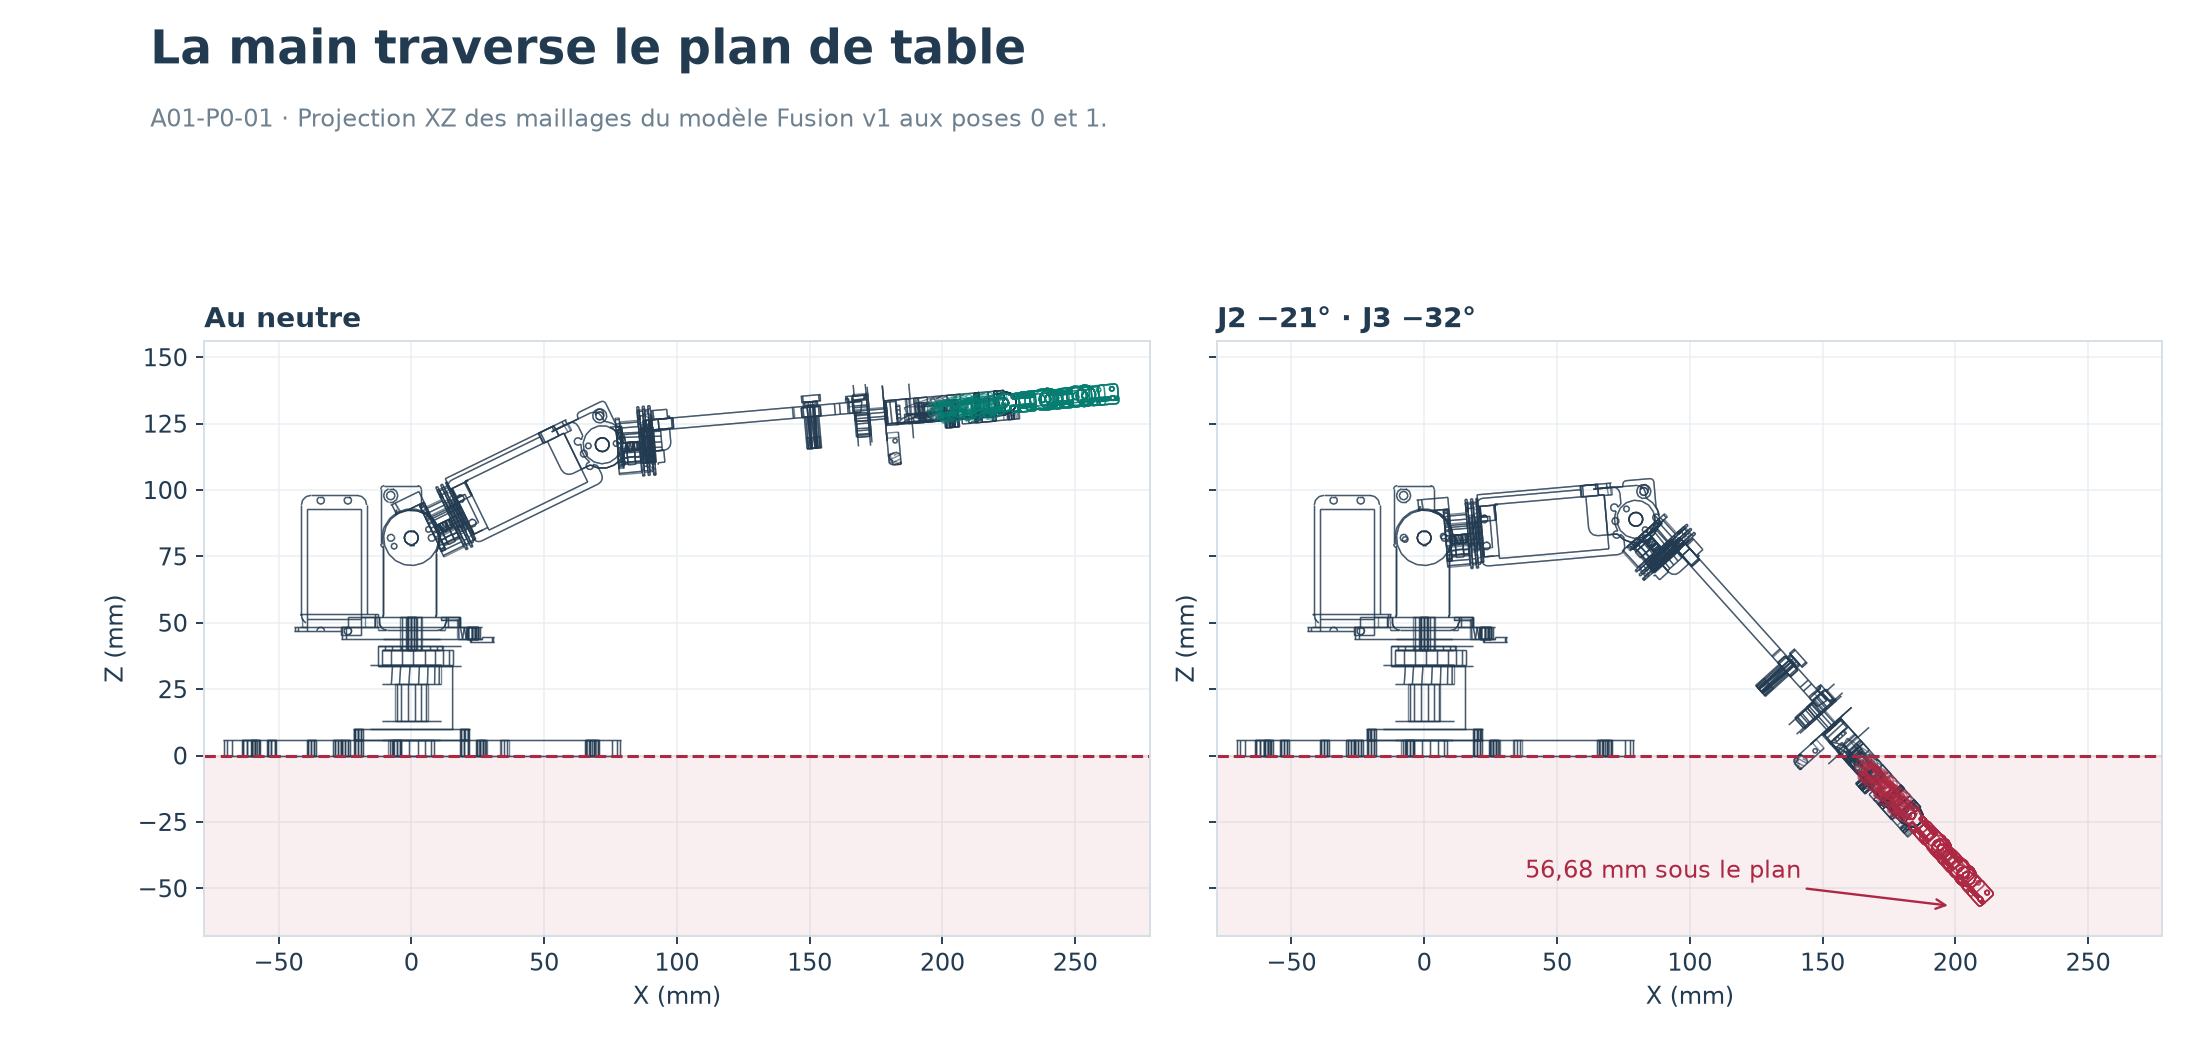 La main traverse le plan de table
A01-P0-01 · Projection XZ des maillages du modèle Fusion v1 aux poses 0 et 1.
Au neutre
150
125
100
75
50
25
0
−25
−50
Z (mm)
−50
0
50
100
150
200
250
X (mm)
J2 −21° · J3 −32°
Z (mm)
56,68 mm sous le plan
−50
0
50
100
150
200
250
X (mm)